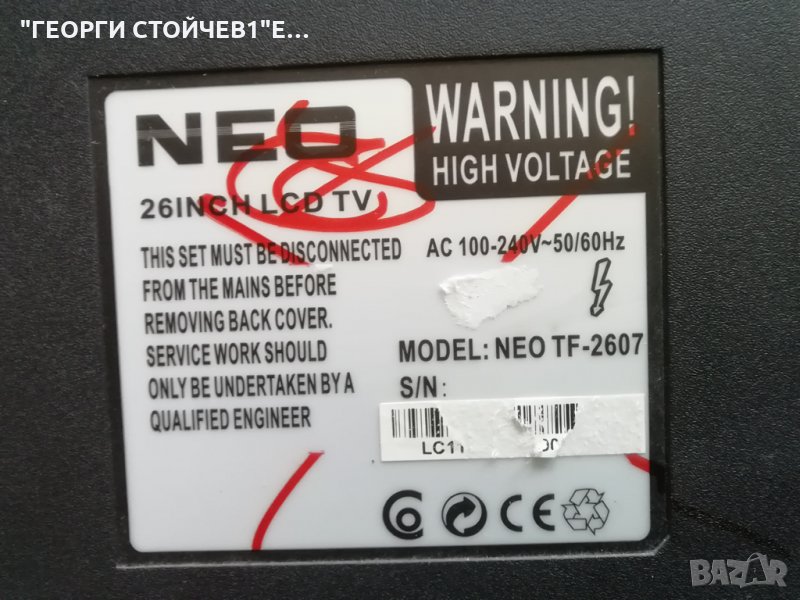 "ГЕОРГИ СТОЙЧЕВ1"Е...
NEO
26INCH LCD TV
WARNING!
HIGH VOLTAGE
THIS SET MUST BE DISCONNECTED
FROM THE MAINS BEFORE
REMOVING BACK COVER.
SERVICE WORK SHOULD
ONLY BE UNDERTAKEN BY A
QUALIFIED ENGINEER
AC 100-240V~50/60Hz
MODEL: NEO TF-2607
S/N:
CE
BAZAR